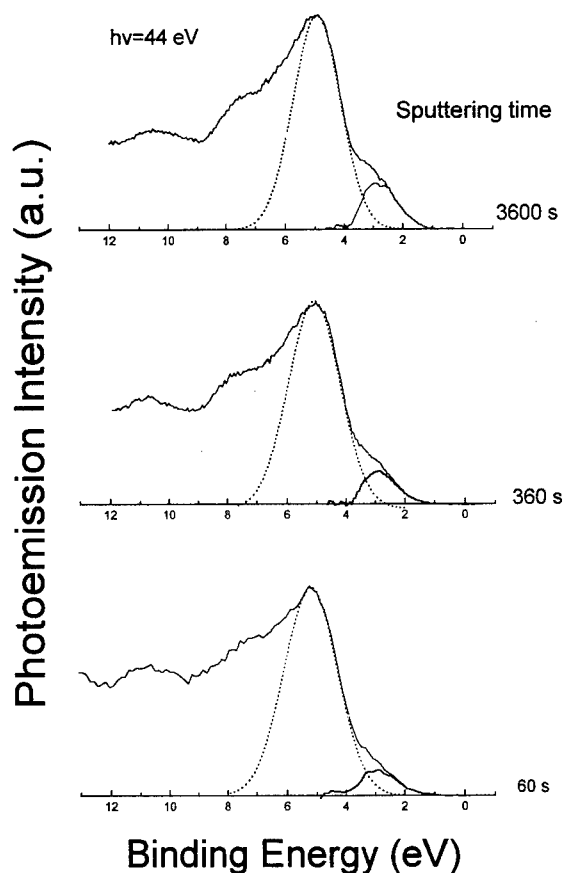 hν=44 eV
Sputtering time
3600 s
12 10 8 6 4 2 0
360 s
12 10 8 6 4 2 0
60 s
12 10 8 6 4 2 0
Photoemission Intensity (a.u.)
Binding Energy (eV)